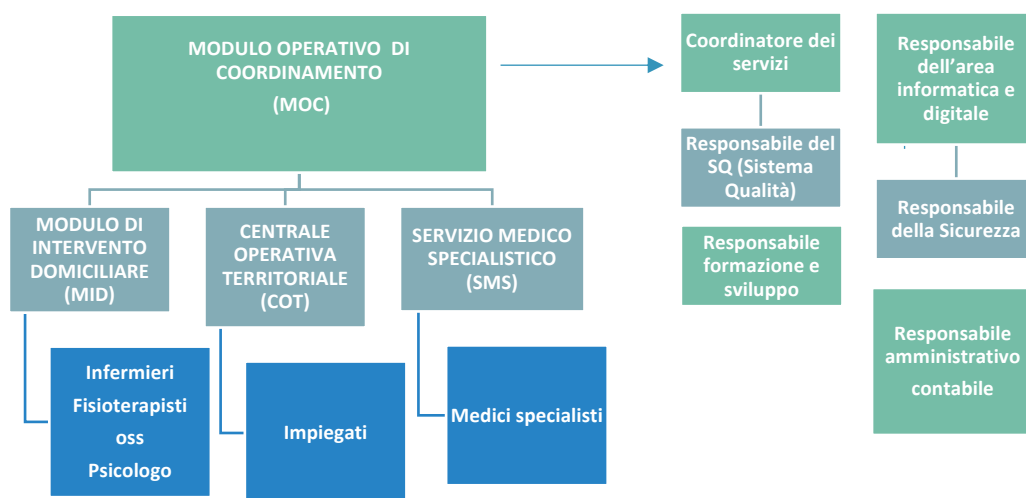 MODULO OPERATIVO DI
COORDINAMENTO
(MOC)
Coordinatore dei
servizi
Responsabile
dell’area
informatica e
digitale
Responsabile del
SQ (Sistema
Qualità)
Responsabile
della Sicurezza
Responsabile
formazione e
sviluppo
Responsabile
amministrativo
contabile
MODULO DI
INTERVENTO
DOMICILIARE
(MID)
CENTRALE
OPERATIVA
TERRITORIALE
(COT)
SERVIZIO MEDICO
SPECIALISTICO
(SMS)
Infermieri
Fisioterapisti
oss
Psicologo
Impiegati
Medici specialisti